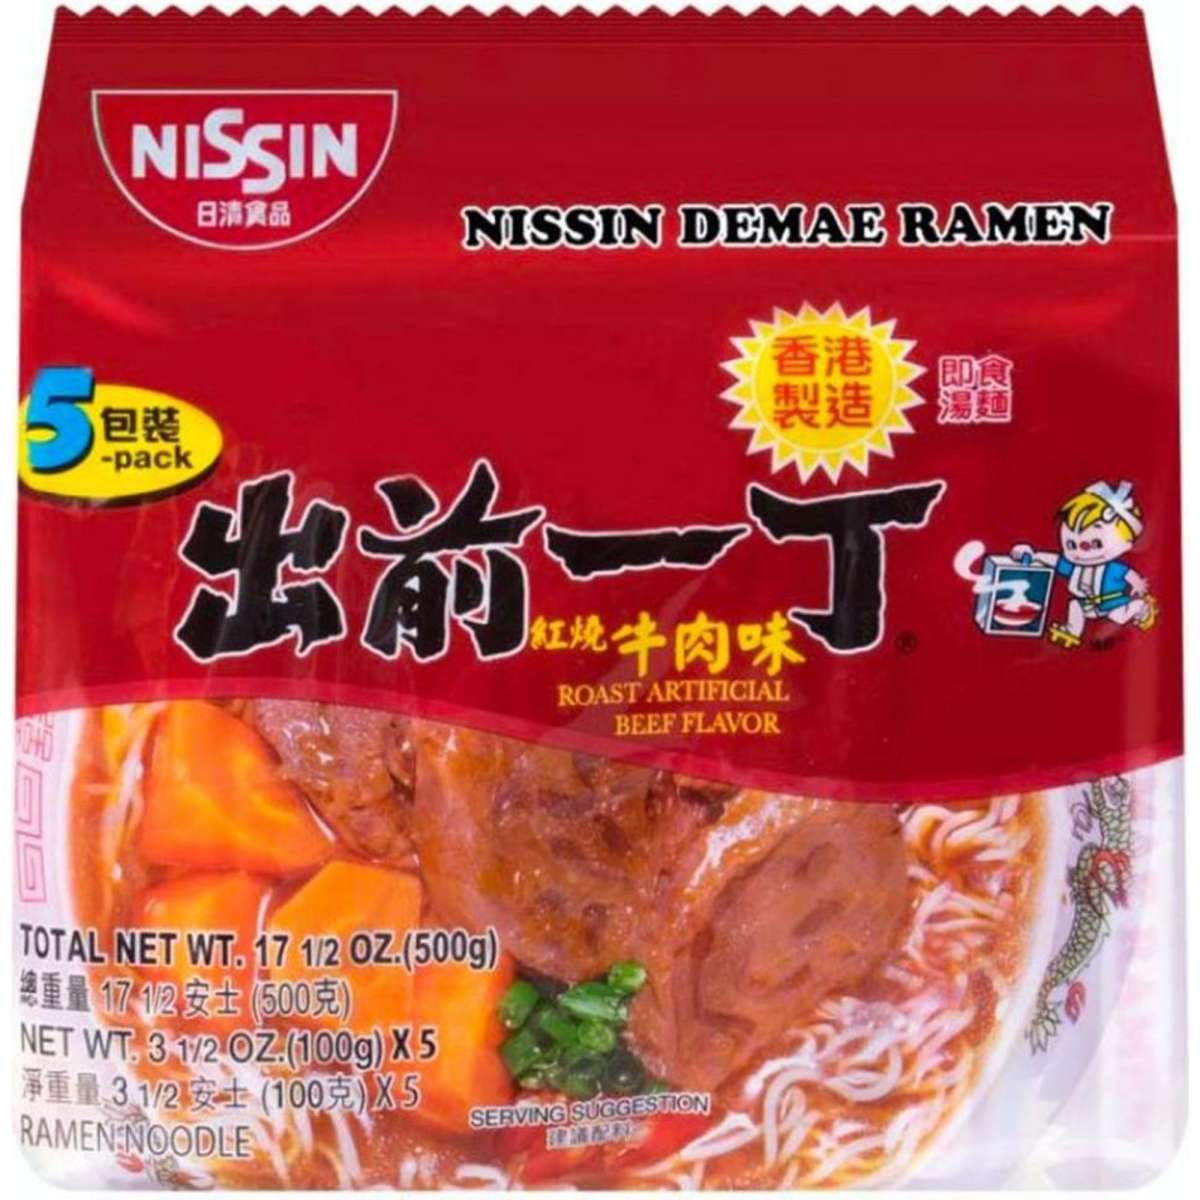 NISSIN
日清食品
NISSIN DEMAE RAMEN
香港
製造
即食
湯麵
5 包裝
-pack
出前一丁®
紅燒牛肉味
ROAST ARTIFICIAL
BEEF FLAVOR
TOTAL NET WT. 17 1/2 OZ.(500g)
總重量 17 1/2 安士 (500克)
NET WT. 3 1/2 OZ.(100g) X 5
淨重量 3 1/2 安士 (100克) X 5
RAMEN NOODLE
SERVING SUGGESTION
建議配料